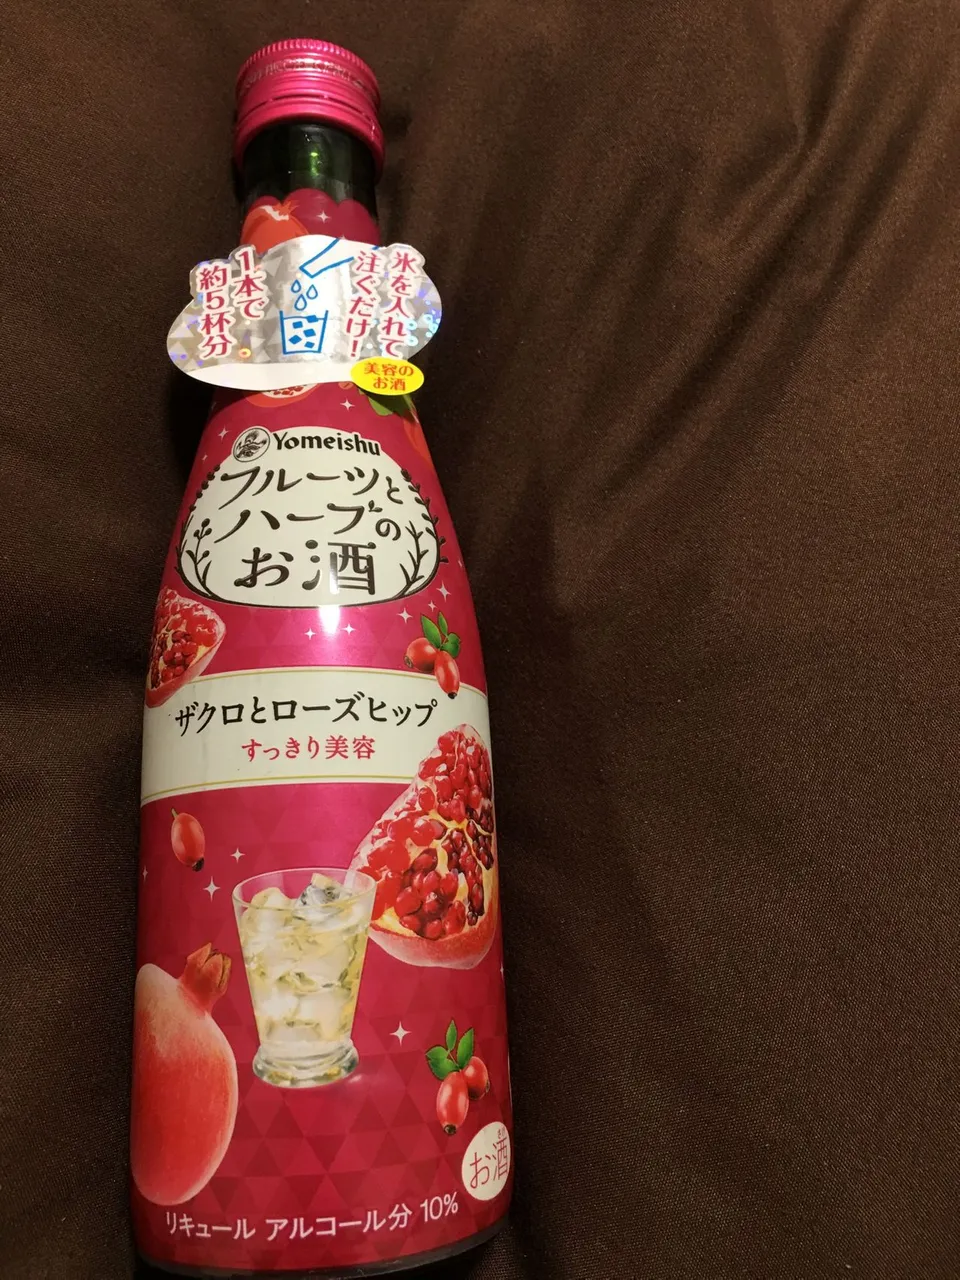 氷を入れて
注ぐだけ!
1本で
約5杯分
美容の
お酒
Yomeishu
フルーツと
ハーブの
お酒
ザクロとローズヒップ
すっきり美容
お酒
リキュール アルコール分 10%